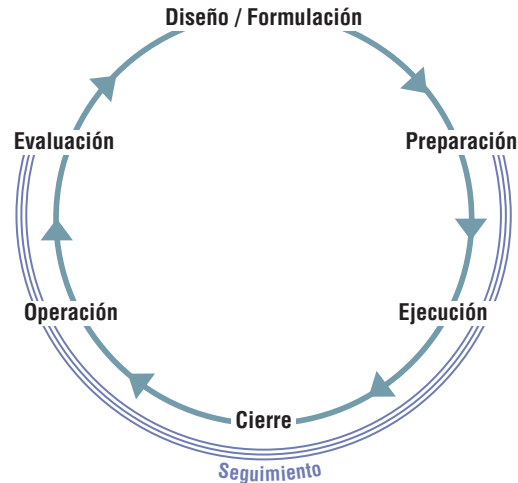 Diseño / Formulación
Evaluación
Preparación
Operación
Ejecución
Cierre
Seguimiento